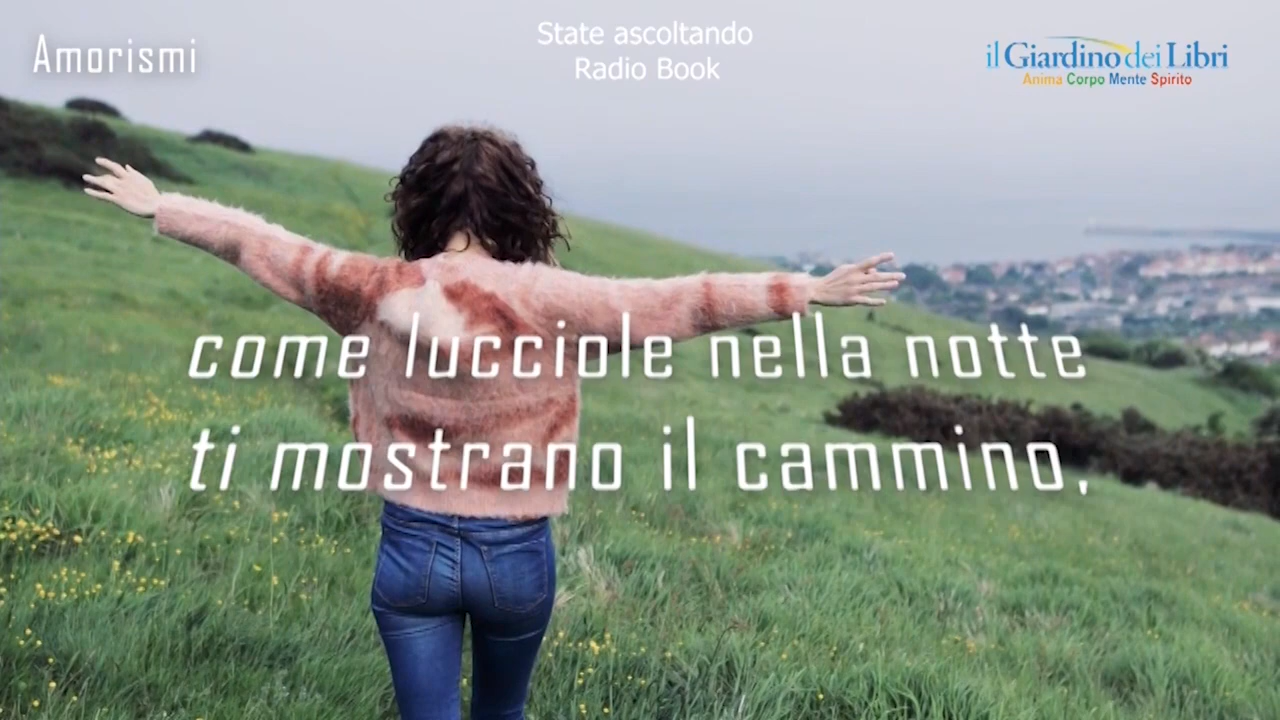 Amorismi
State ascoltando
Radio Book
il Giardino dei Libri
Anima Corpo Mente Spirito
come lucciole nella notte
ti mostrano il cammino,